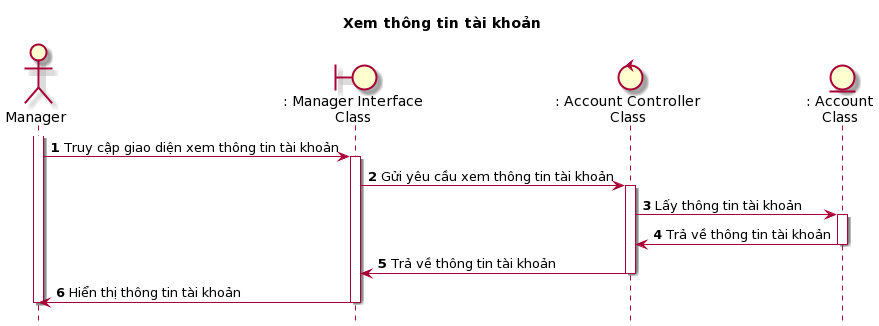 Xem thông tin tài khoản
Manager
: Manager Interface
Class
: Account Controller
Class
: Account
Class
1 Truy cập giao diện xem thông tin tài khoản
2 Gửi yêu cầu xem thông tin tài khoản
3 Lấy thông tin tài khoản
4 Trả về thông tin tài khoản
5 Trả về thông tin tài khoản
6 Hiển thị thông tin tài khoản